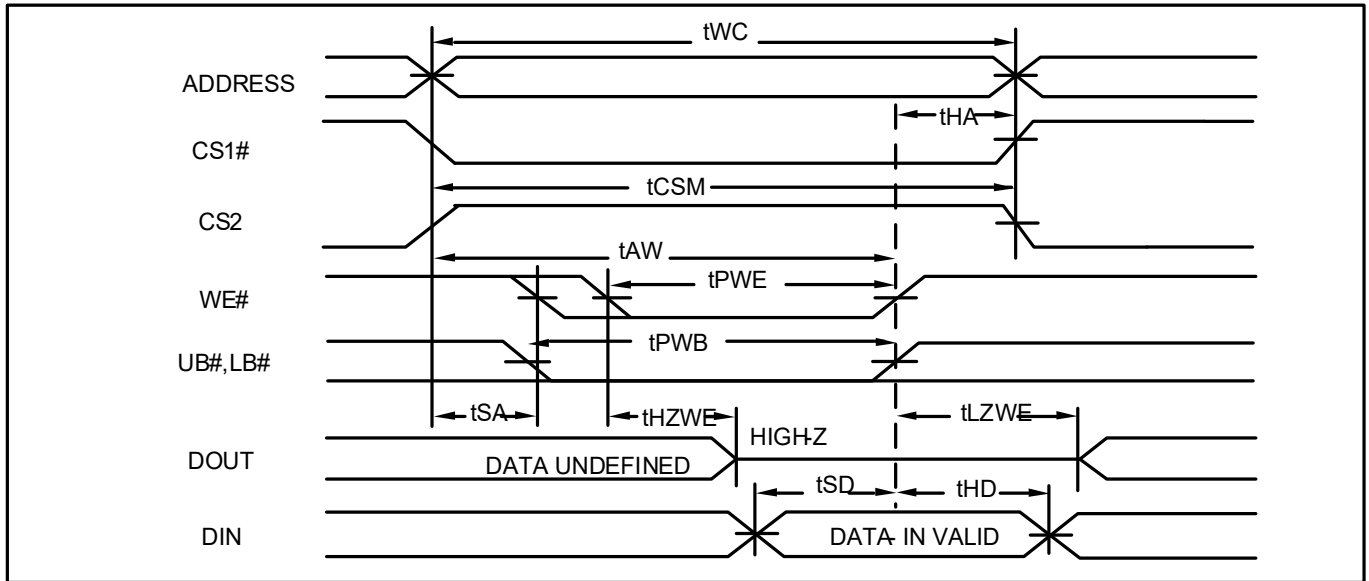 tWC
ADDRESS
tHA
CS1#
tCSM
CS2
tAW
tPWE
WE#
tPWB
UB#,LB#
tSA
tHZWE
tLZWE
HIGH-Z
DOUT
DATA UNDEFINED
tSD
tHD
DIN
DATA- IN VALID